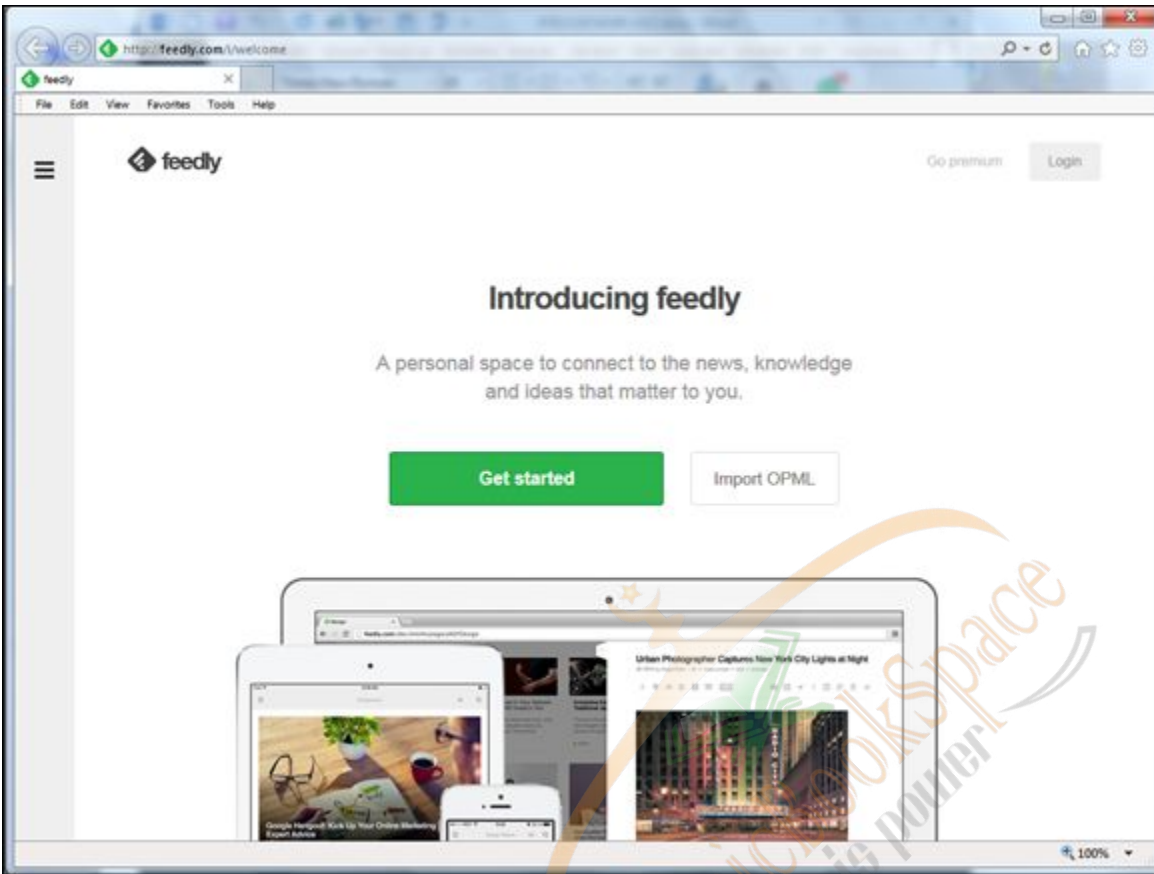 http://feedly.com/i/welcome
feedly
File Edit View Favorites Tools Help
feedly
Go premium
Login
Introducing feedly
A personal space to connect to the news, knowledge
and ideas that matter to you.
Get started
Import OPML
Urban Photographer Captures New York City Lights at Night
Google Hangout: Kick Up Your Online Marketing
Expert Advice
is power
100%